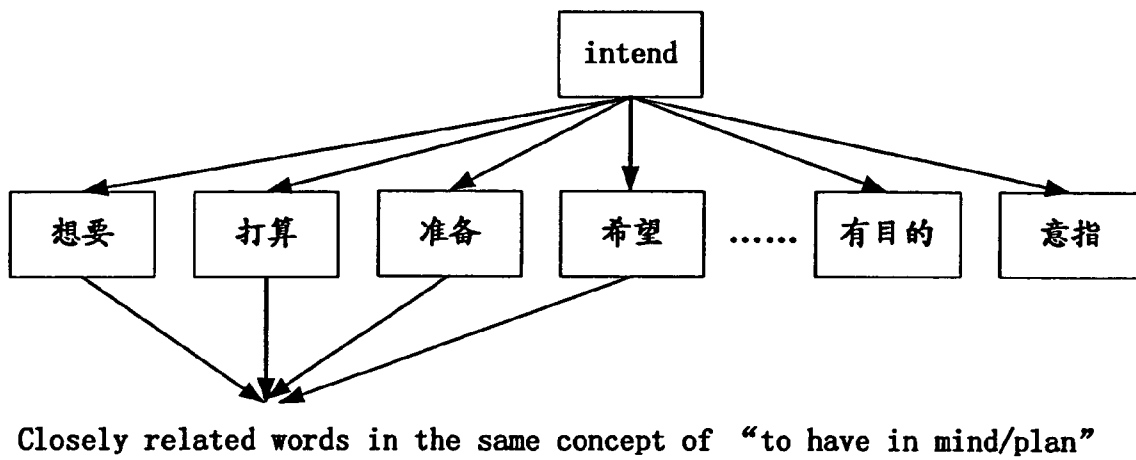 intend
想要 打算 准备 希望 ...... 有目的 意指
Closely related words in the same concept of “to have in mind/plan”